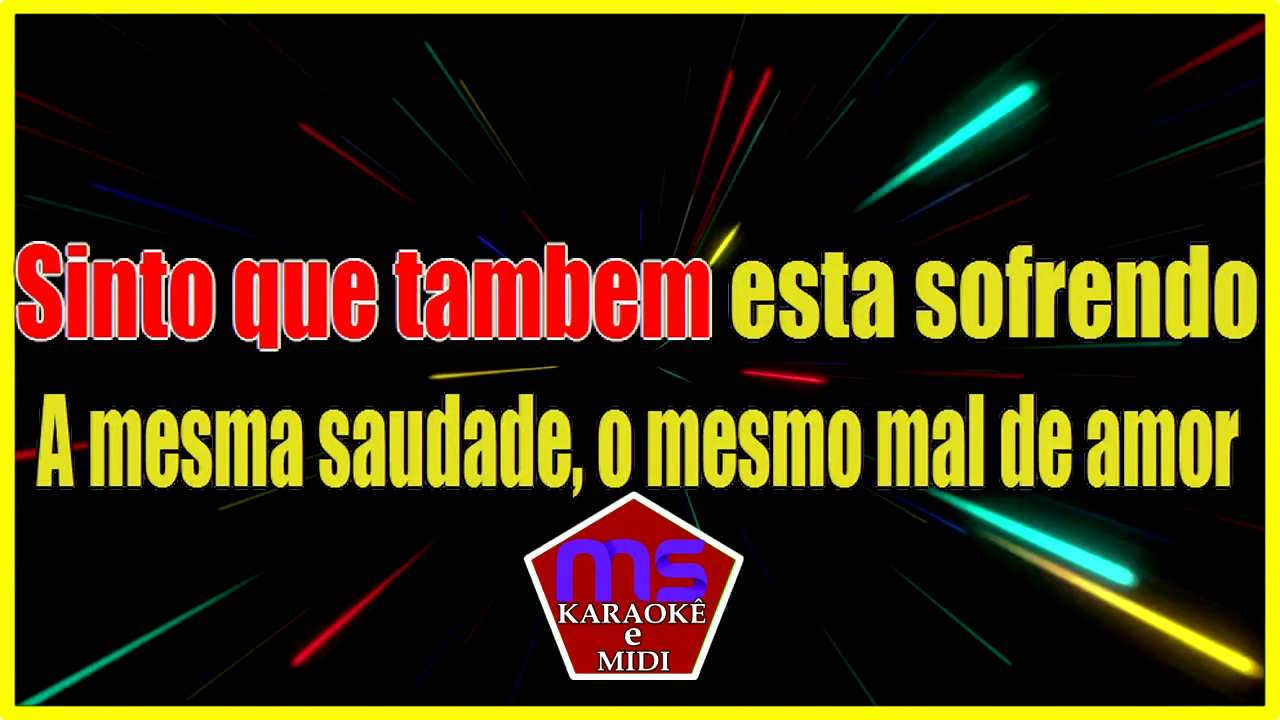 Sinto que tambem esta sofrendo
A mesma saudade, o mesmo mal de amor
ms
KARAOKÊ
e
MIDI